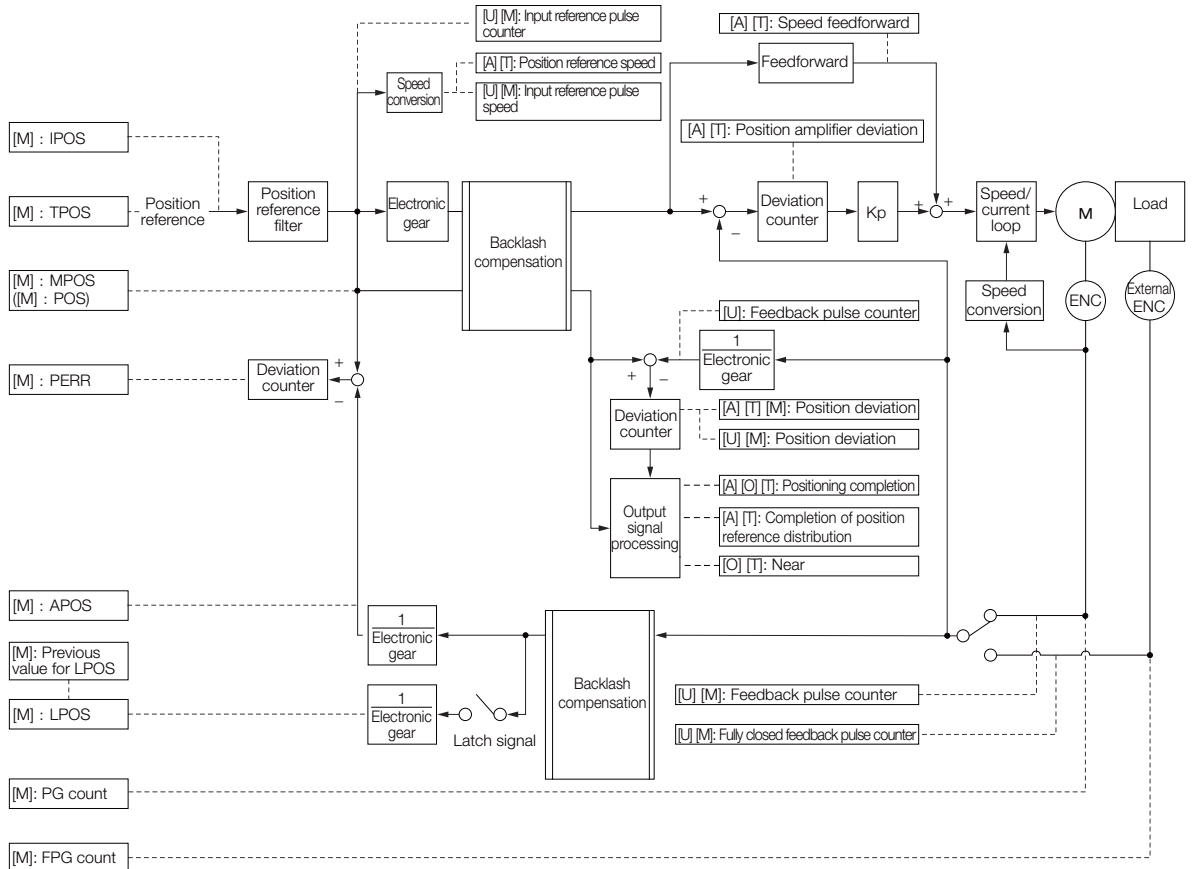 [U] [M]: Input reference pulse
counter
[A] [T]: Speed feedforward
[A] [T]: Position reference speed
Feedforward
Speed
conversion
[U] [M]: Input reference pulse
speed
[M] : IPOS
[A] [T]: Position amplifier deviation
[M] : TPOS
Position
reference
Position
reference
filter
Electronic
gear
Backlash
compensation
+
−
Deviation
counter
Kp
+
+
Speed/
current
loop
M
Load
[M] : MPOS
([M] : POS)
Speed
conversion
ENC
External
ENC
[U]: Feedback pulse counter
1
Electronic
gear
+
−
[M] : PERR
Deviation
counter
+
−
Deviation
counter
[A] [T] [M]: Position deviation
[U] [M]: Position deviation
Output
signal
processing
[A] [O] [T]: Positioning completion
[A] [T]: Completion of position
reference distribution
[O] [T]: Near
[M] : APOS
1
Electronic
gear
[M]: Previous
value for LPOS
Backlash
compensation
[M] : LPOS
1
Electronic
gear
Latch signal
[U] [M]: Feedback pulse counter
[U] [M]: Fully closed feedback pulse counter
[M]: PG count
[M]: FPG count